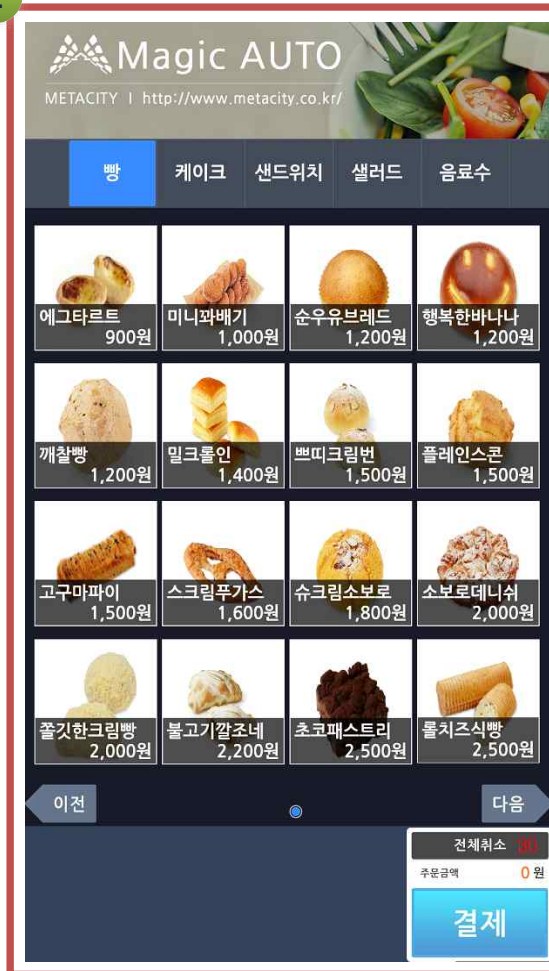 Magic AUTO
METACITY | http://www.metacity.co.kr/
빵 케이크 샌드위치 샐러드 음료수
에그타르트 미니꽈배기 순우유브레드 행복한바나나
900원 1,000원 1,200원 1,200원
깨찰빵 밀크롤인 쁘띠크림번 플레인스콘
1,200원 1,400원 1,500원 1,500원
고구마파이 스크림푸가스 슈크림소보로 소보로데니쉬
1,500원 1,600원 1,800원 2,000원
쫄깃한크림빵 불고기깔조네 초코패스트리 롤치즈식빵
2,000원 2,200원 2,500원 2,500원
이전 다음
전체취소 90
주문금액 0 원
결제